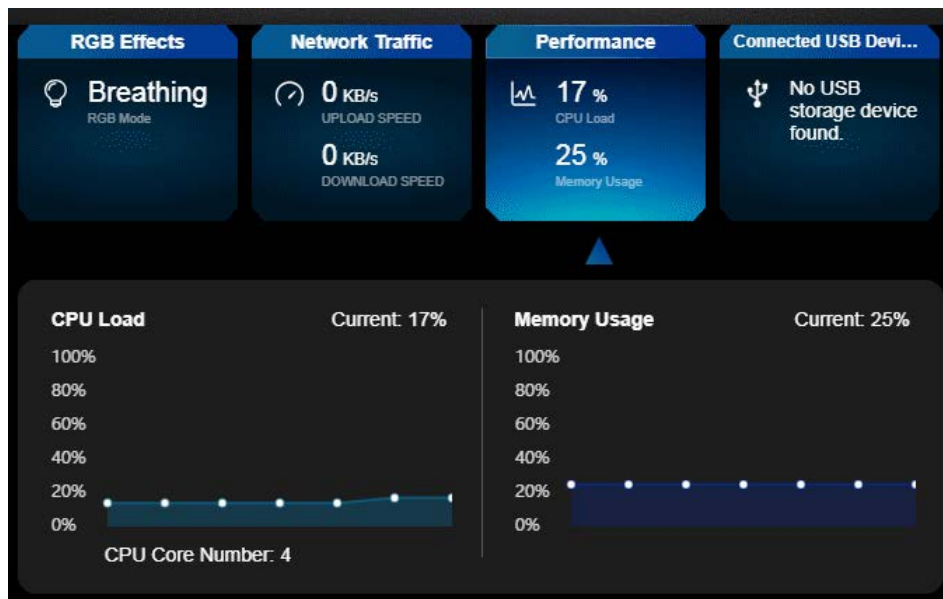 RGB Effects
Breathing
RGB Mode
Network Traffic
0 KB/s
UPLOAD SPEED
0 KB/s
DOWNLOAD SPEED
Performance
17 %
CPU Load
25 %
Memory Usage
Connected USB Devi...
No USB
storage device
found.
CPU Load
Current: 17%
100%
80%
60%
40%
20%
0%
CPU Core Number: 4
Memory Usage
Current: 25%
100%
80%
60%
40%
20%
0%